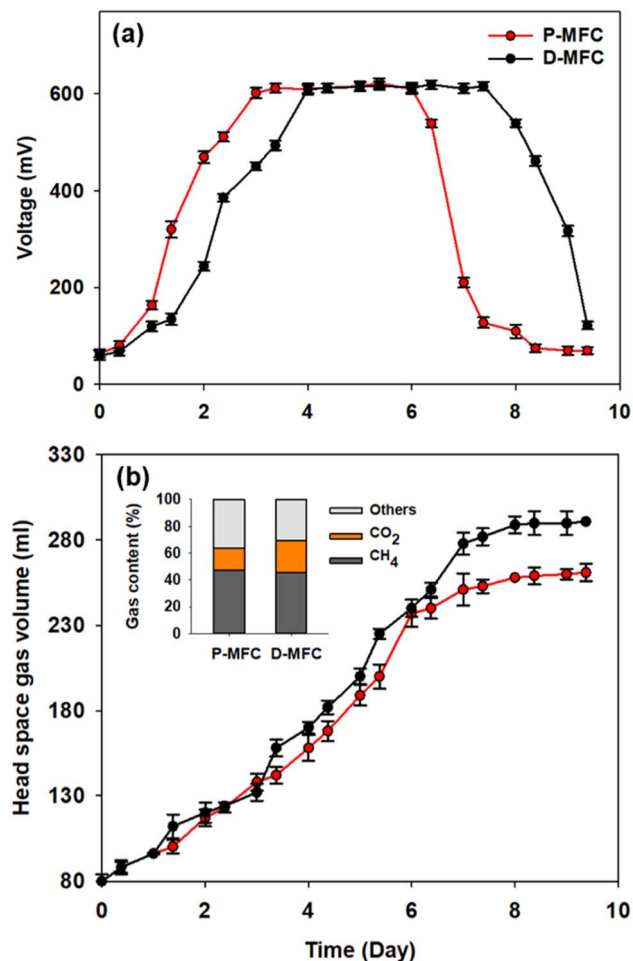 (a)
P-MFC
D-MFC
Voltage (mV)
600
400
200
0
0 2 4 6 8 10
(b)
Head space gas volume (ml)
330
280
230
180
130
80
0 2 4 6 8 10
Time (Day)
Gas content (%)
100
80
60
40
20
0
P-MFC D-MFC
Others
CO₂
CH₄